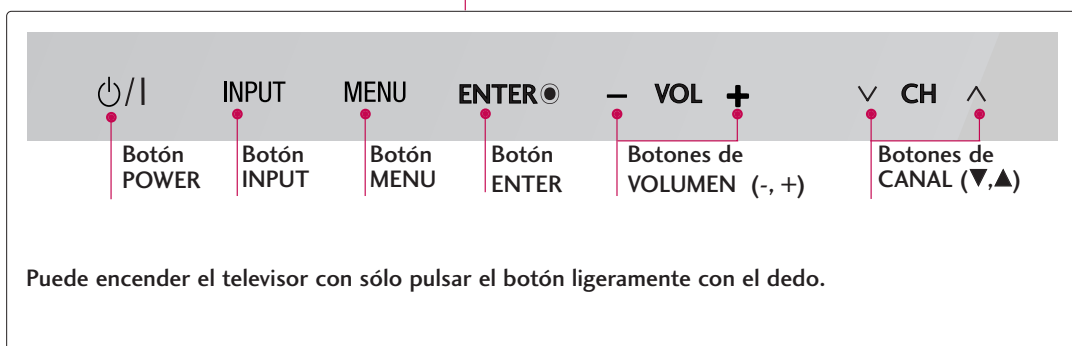 ⏻/I INPUT MENU ENTER◉ − VOL + ∨ CH ∧
Botón POWER
Botón INPUT
Botón MENU
Botón ENTER
Botones de VOLUMEN (-, +)
Botones de CANAL (▼,▲)
Puede encender el televisor con sólo pulsar el botón ligeramente con el dedo.